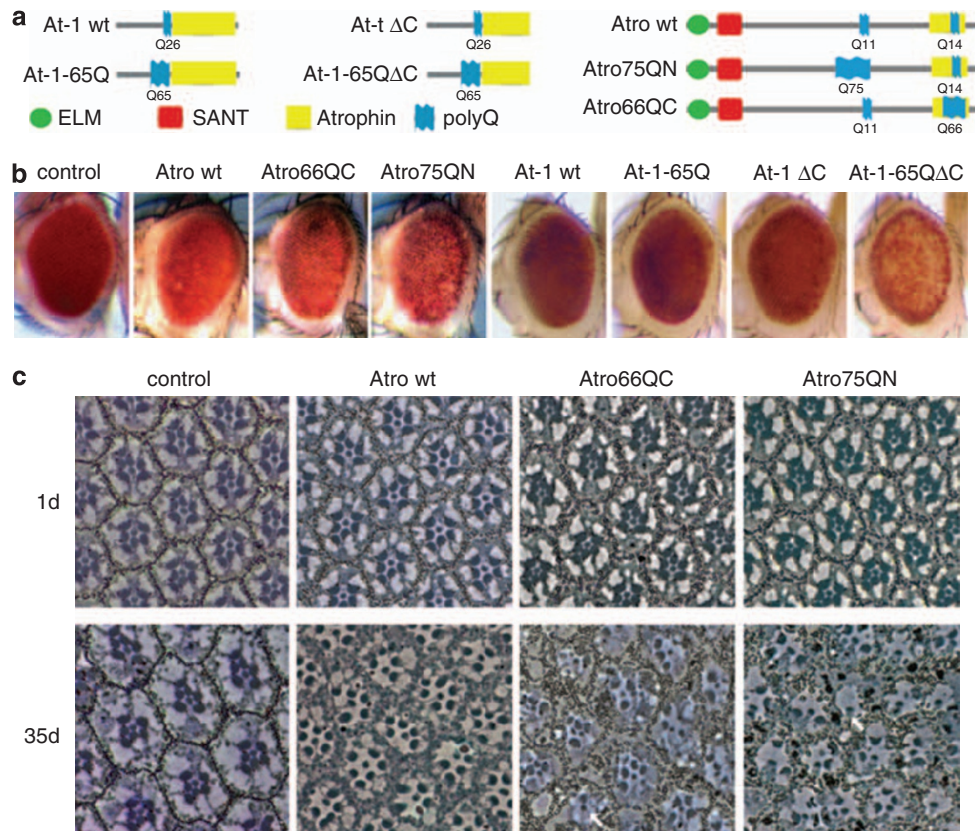 a
At-1 wt
Q26
At-t ΔC
Q26
Atro wt
Q11
Q14
At-1-65Q
Q65
At-1-65QΔC
Q65
Atro75QN
Q75
Q14
Atro66QC
Q11
Q66
ELM
SANT
Atrophin
polyQ
b
control
Atro wt
Atro66QC
Atro75QN
At-1 wt
At-1-65Q
At-1 ΔC
At-1-65QΔC
c
control
Atro wt
Atro66QC
Atro75QN
1d
35d